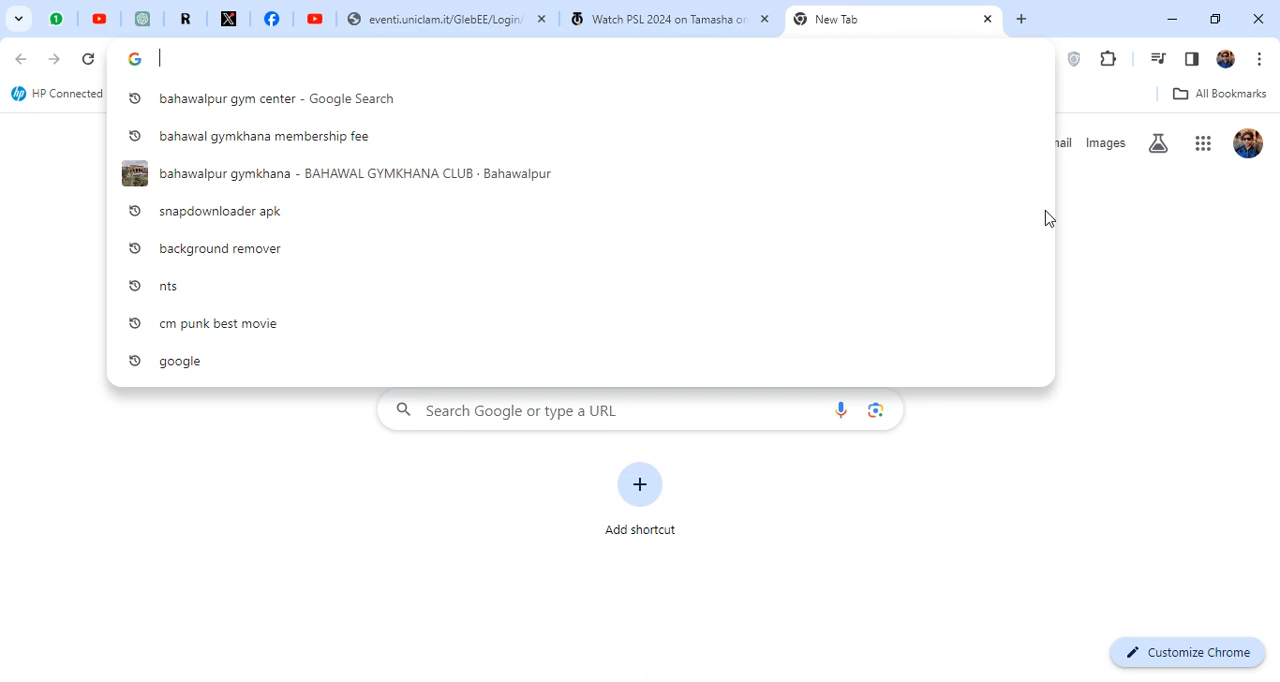 eventi.uniclam.it/GlebEE/Login/
Watch PSL 2024 on Tamasha on
New Tab
HP Connected
All Bookmarks
bahawalpur gym center - Google Search
bahawal gymkhana membership fee
bahawalpur gymkhana - BAHAWAL GYMKHANA CLUB · Bahawalpur
snapdownloader apk
background remover
nts
cm punk best movie
google
Images
Search Google or type a URL
Add shortcut
Customize Chrome